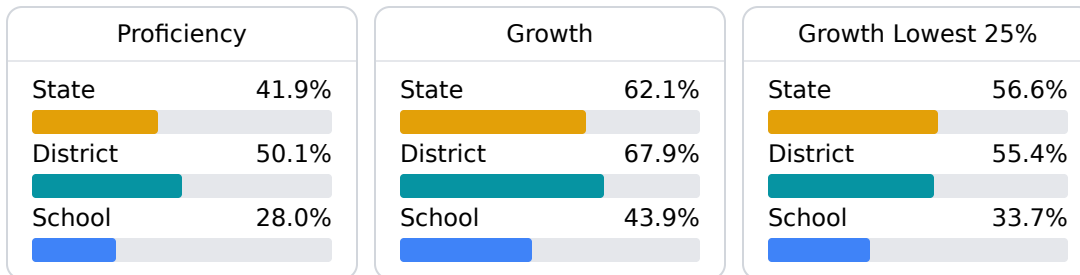 Proficiency
State 41.9%
District 50.1%
School 28.0%
Growth
State 62.1%
District 67.9%
School 43.9%
Growth Lowest 25%
State 56.6%
District 55.4%
School 33.7%